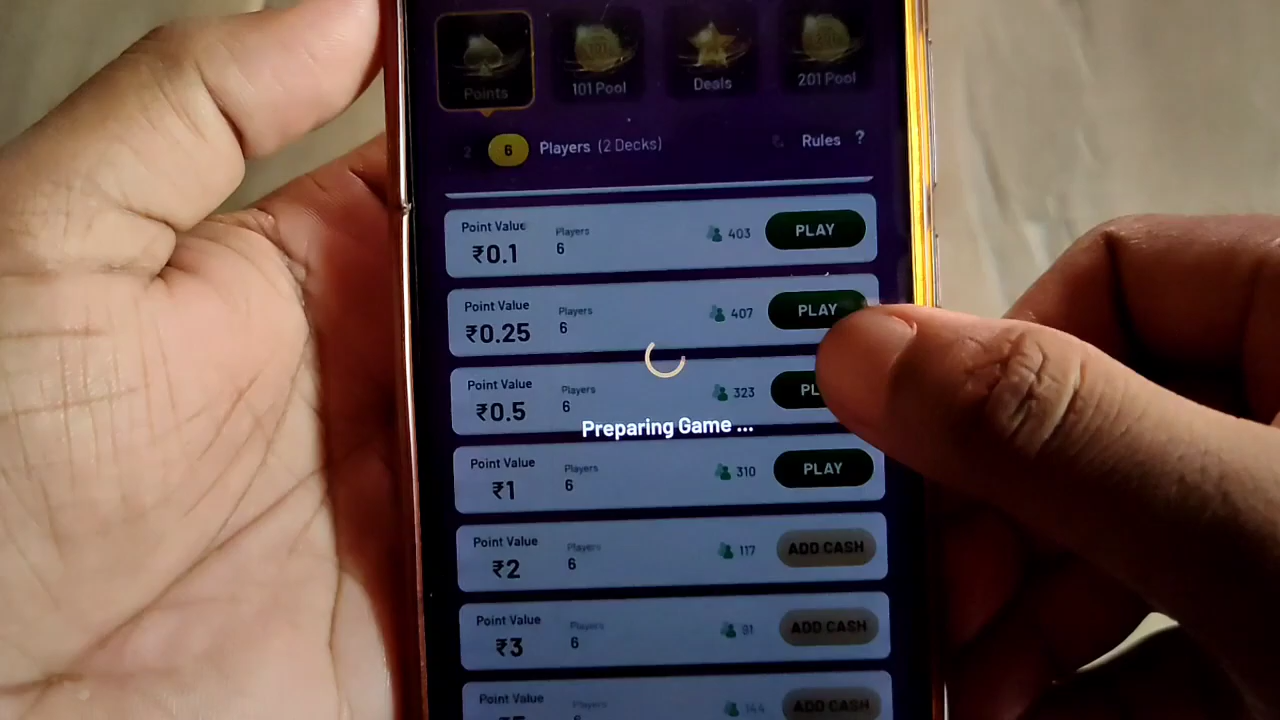 Points
101 Pool
Deals
201 Pool
2 6 Players (2 Decks) Rules ?
Point Value Players
₹0.1 6 403 PLAY
Point Value Players
₹0.25 6 407 PLAY
Point Value Players
₹0.5 6 323 PL
Preparing Game ...
Point Value Players
₹1 6 310 PLAY
Point Value Players
₹2 6 117 ADD CASH
Point Value Players
₹3 6 91 ADD CASH
Point Value Players
6 144 ADD CASH